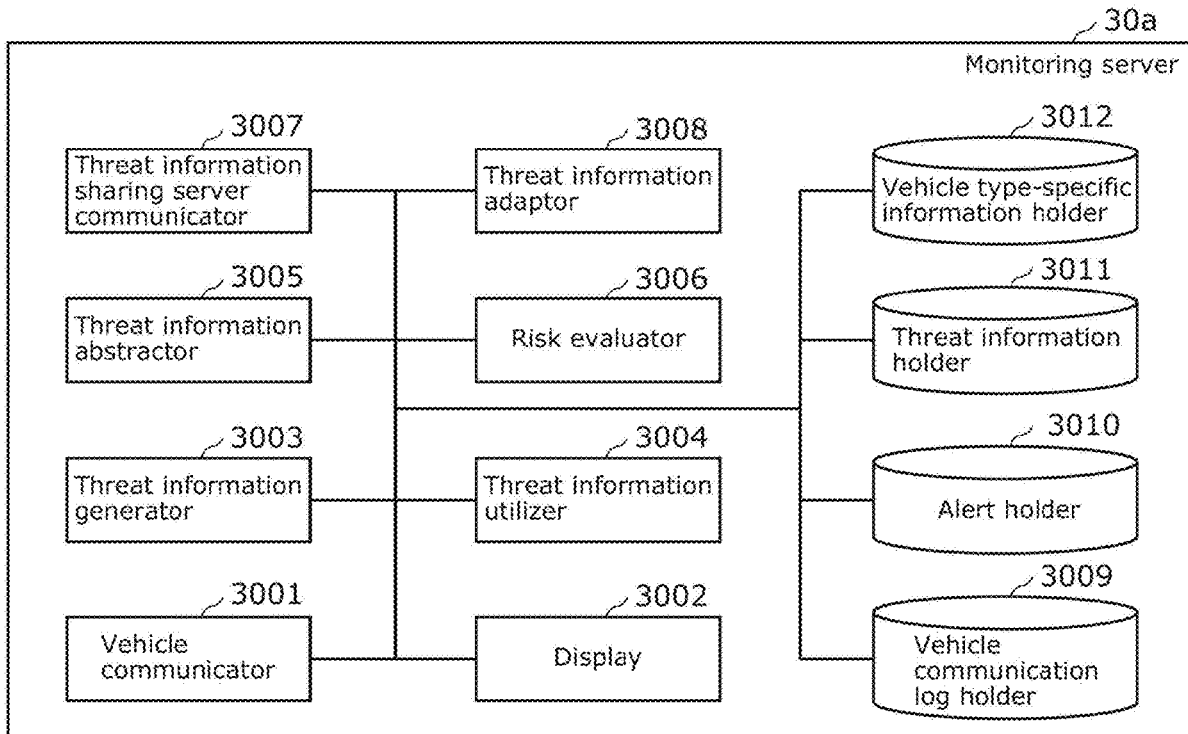 30a
Monitoring server
3007
Threat information
sharing server
communicator
3008
Threat information
adaptor
3012
Vehicle type-specific
information holder
3005
Threat information
abstractor
3006
Risk evaluator
3011
Threat information
holder
3003
Threat information
generator
3004
Threat information
utilizer
3010
Alert holder
3001
Vehicle
communicator
3002
Display
3009
Vehicle
communication
log holder